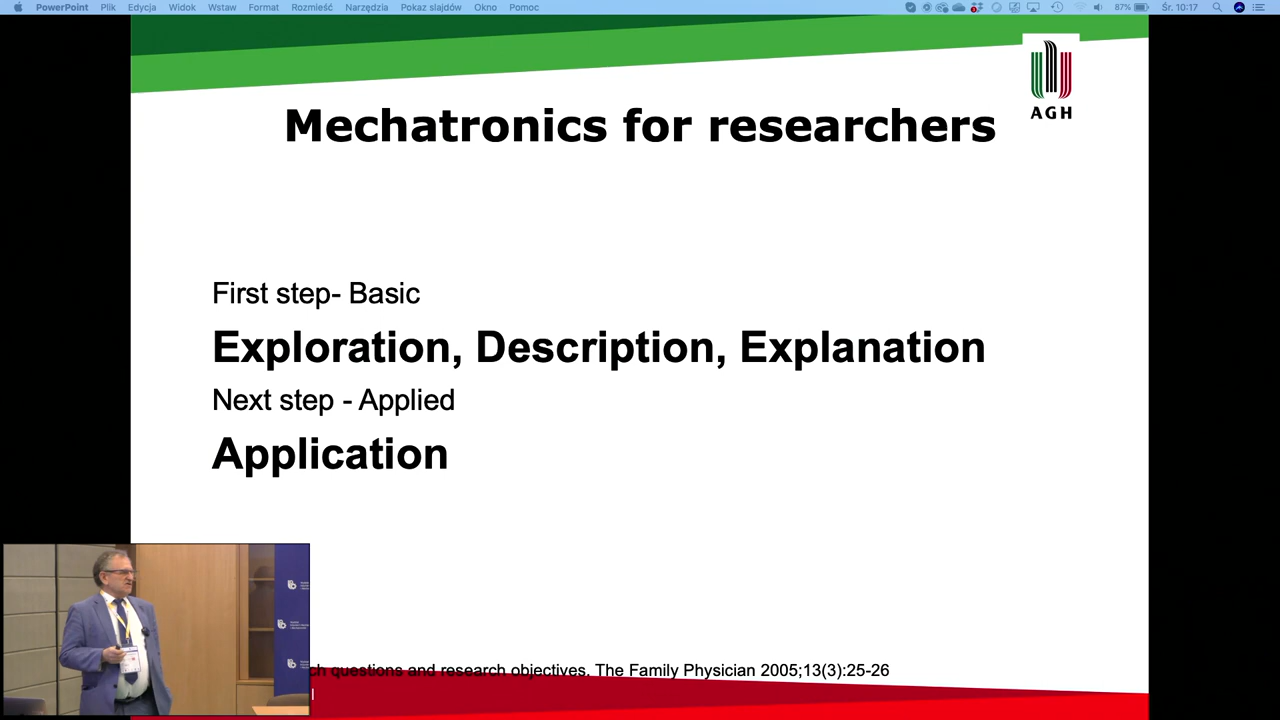 PowerPoint Plik Edycja Widok Wstaw Format Rozmieść Narzędzia Pokaz slajdów Okno Pomoc 87% Śr. 10:17
AGH
Mechatronics for researchers
First step- Basic
Exploration, Description, Explanation
Next step - Applied
Application
ch questions and research objectives. The Family Physician 2005;13(3):25-26